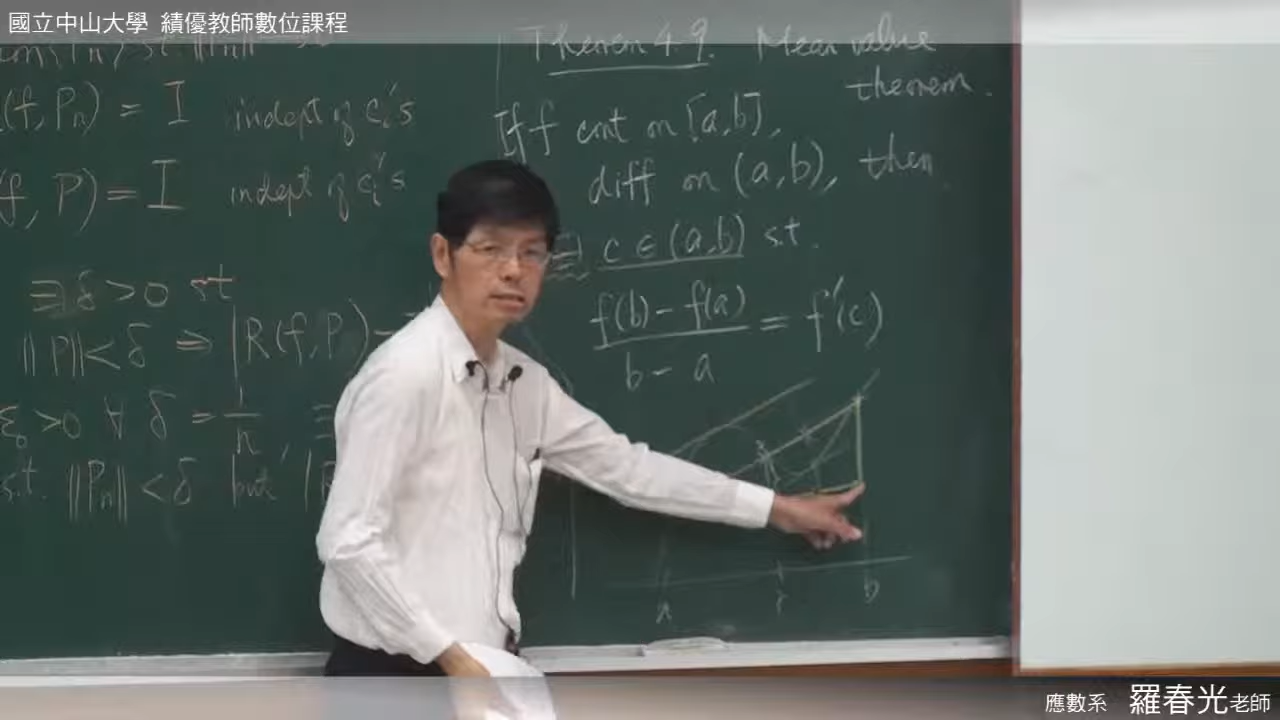 國立中山大學 績優教師數位課程
(f, Pn) = I indept of ci's
f, P) = I indept of ci's
∃ δ > 0 st
||P|| < δ ⇒ |R(f, P) -
ε0 > 0 ∀ δ = 1/n, ∃
s.t. ||Pn|| < δ but |R
Theorem 4.9. Mean value
theorem.
If f cont on [a,b],
diff on (a,b), then
∃ c ∈ (a,b) s.t.
f(b) - f(a) / b - a = f'(c)
a
b
應數系 羅春光老師